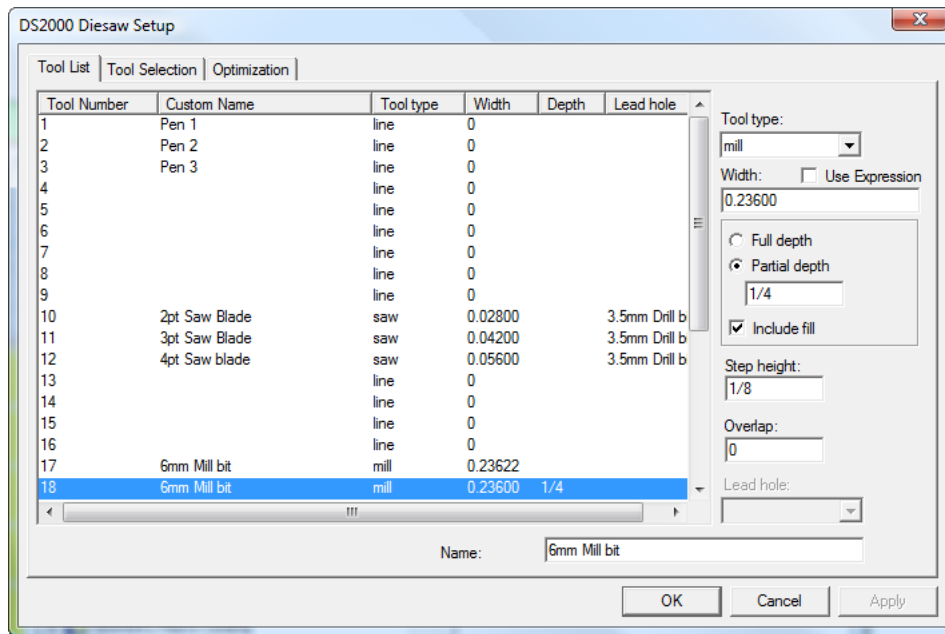 DS2000 Diesaw Setup
Tool List Tool Selection Optimization
Tool Number Custom Name Tool type Width Depth Lead hole
1 Pen 1 line 0
2 Pen 2 line 0
3 Pen 3 line 0
4 line 0
5 line 0
6 line 0
7 line 0
8 line 0
9 line 0
10 2pt Saw Blade saw 0.02800 3.5mm Drill b
11 3pt Saw Blade saw 0.04200 3.5mm Drill b
12 4pt Saw blade saw 0.05600 3.5mm Drill b
13 line 0
14 line 0
15 line 0
16 line 0
17 6mm Mill bit mill 0.23622
18 6mm Mill bit mill 0.23600 1/4
Tool type:
mill
Width: Use Expression
0.23600
Full depth
Partial depth
1/4
Include fill
Step height:
1/8
Overlap:
0
Lead hole:
Name: 6mm Mill bit
OK Cancel Apply